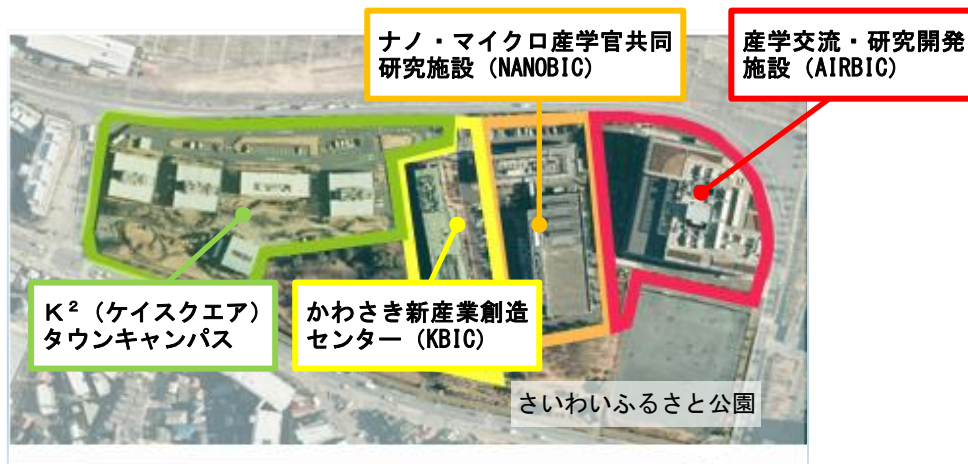 ナノ・マイクロ産学官共同
研究施設（NANOBIC）
産学交流・研究開発
施設（AIRBIC）
K²（ケイスクエア）
タウンキャンパス
かわさき新産業創造
センター（KBIC）
さいわいふるさと公園